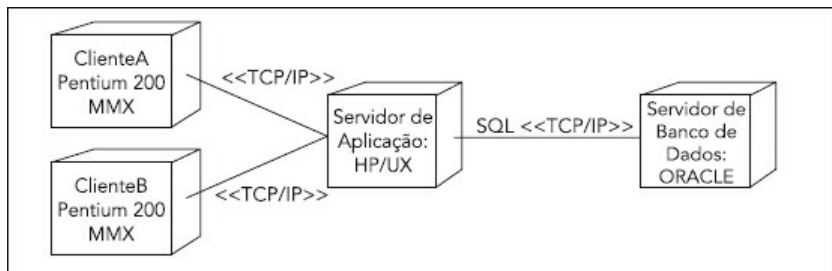 ClienteA
Pentium 200
MMX
<<TCP/IP>>
Servidor de
Aplicação:
HP/UX
SQL <<TCP/IP>>
Servidor de
Banco de
Dados:
ORACLE
ClienteB
Pentium 200
MMX
<<TCP/IP>>